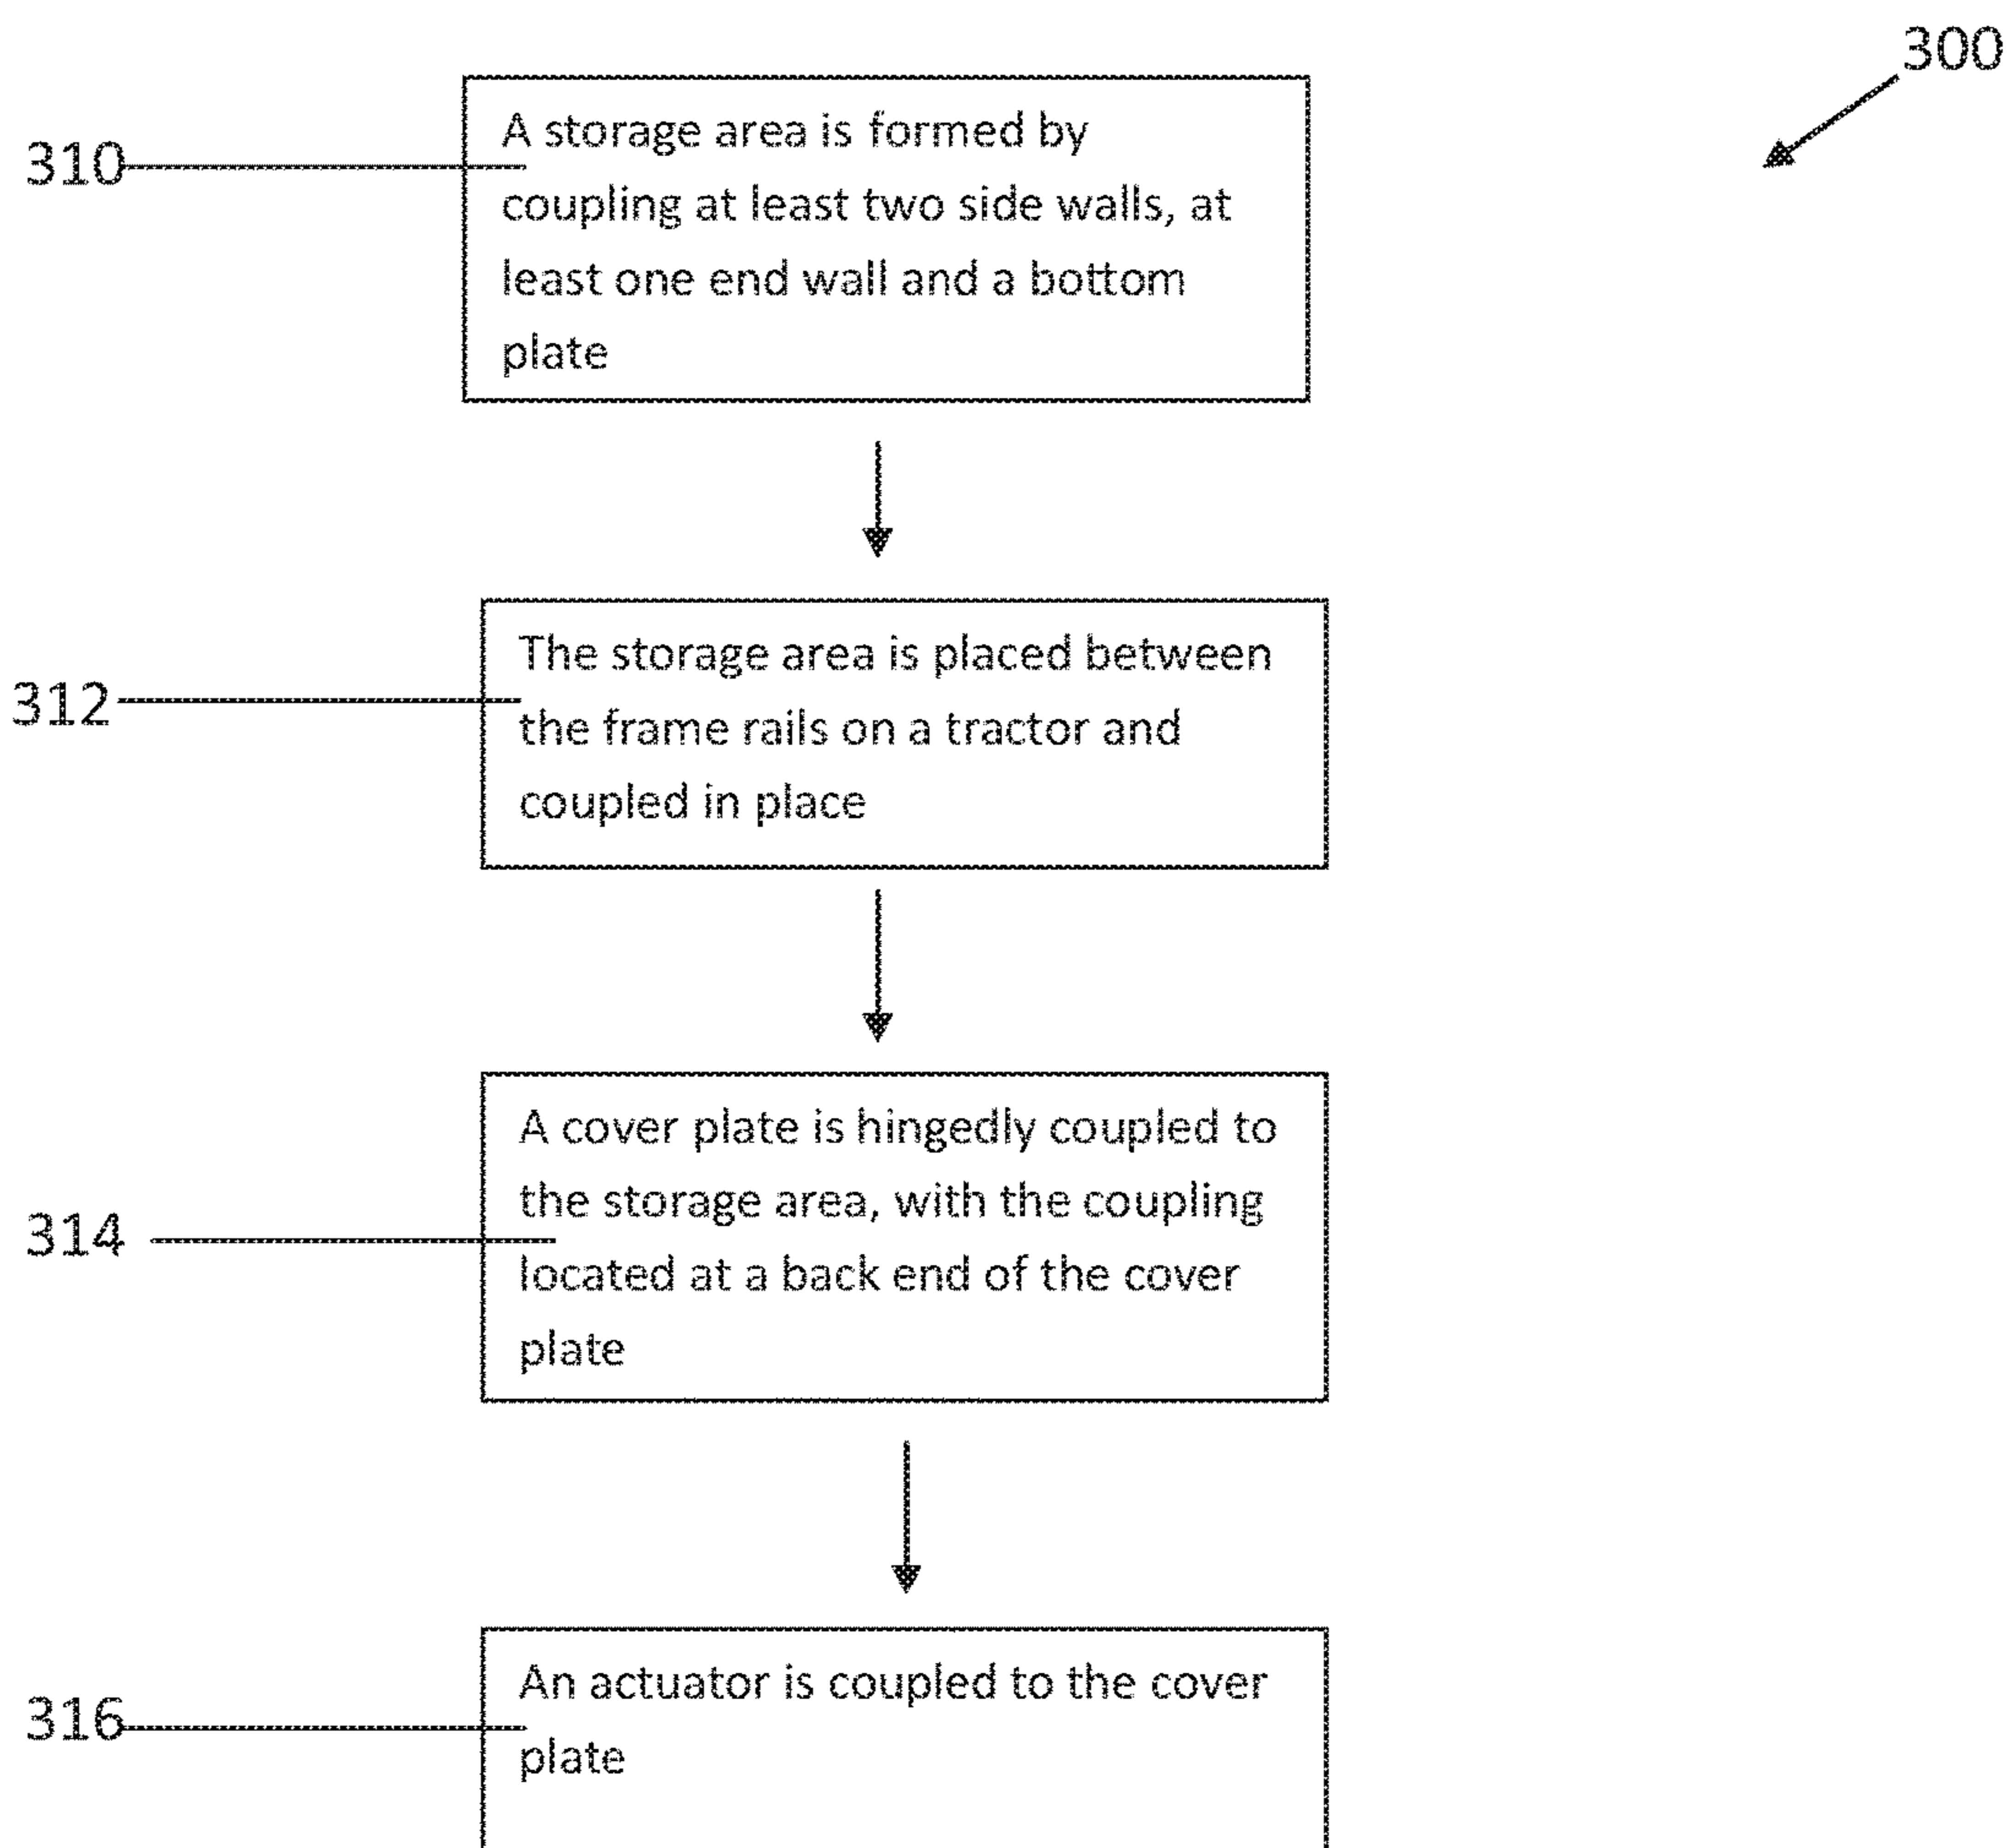 300
310
A storage area is formed by
coupling at least two side walls, at
least one end wall and a bottom
plate
312
The storage area is placed between
the frame rails on a tractor and
coupled in place
314
A cover plate is hingedly coupled to
the storage area, with the coupling
located at a back end of the cover
plate
316
An actuator is coupled to the cover
plate